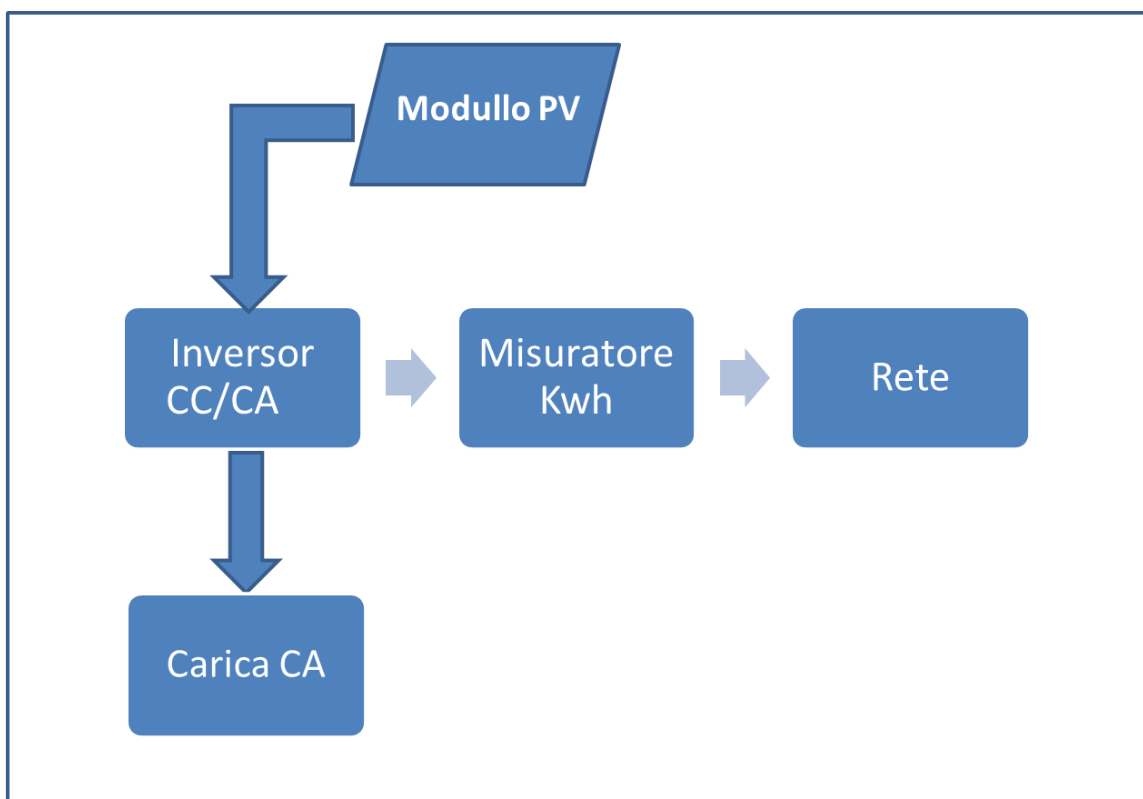 Modullo PV
Inversor
CC/CA
Misuratore
Kwh
Rete
Carica CA